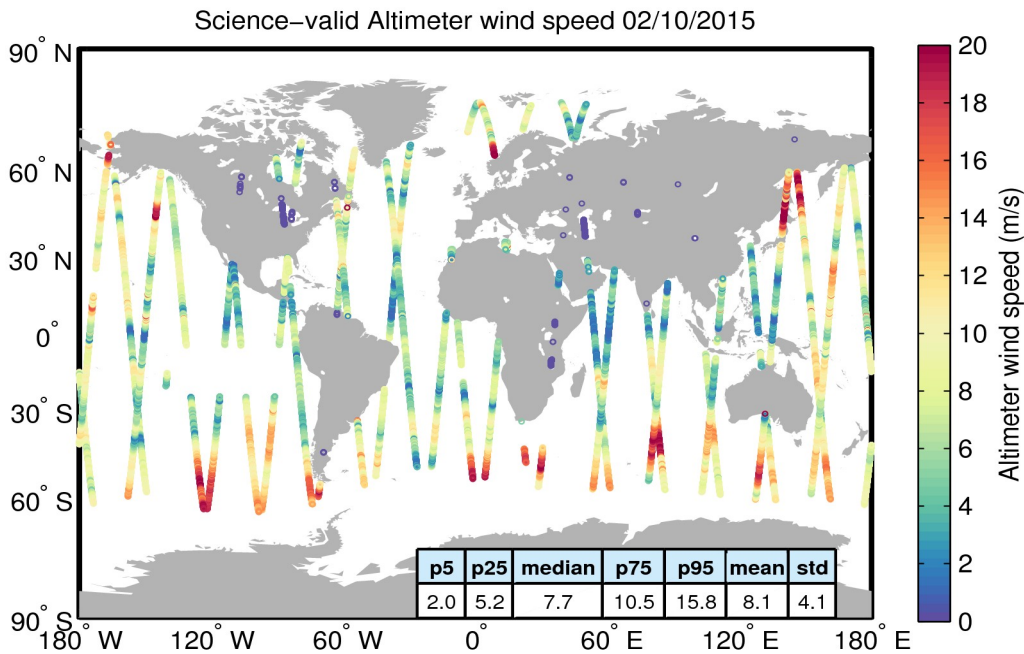 Science−valid Altimeter wind speed 02/10/2015
90° N
60° N
30° N
0°
30° S
60° S
90° S
180° W
120° W
60° W
0°
60° E
120° E
180° E
p5 p25 median p75 p95 mean std
2.0 5.2 7.7 10.5 15.8 8.1 4.1
20
18
16
14
12
10
8
6
4
2
0
Altimeter wind speed (m/s)